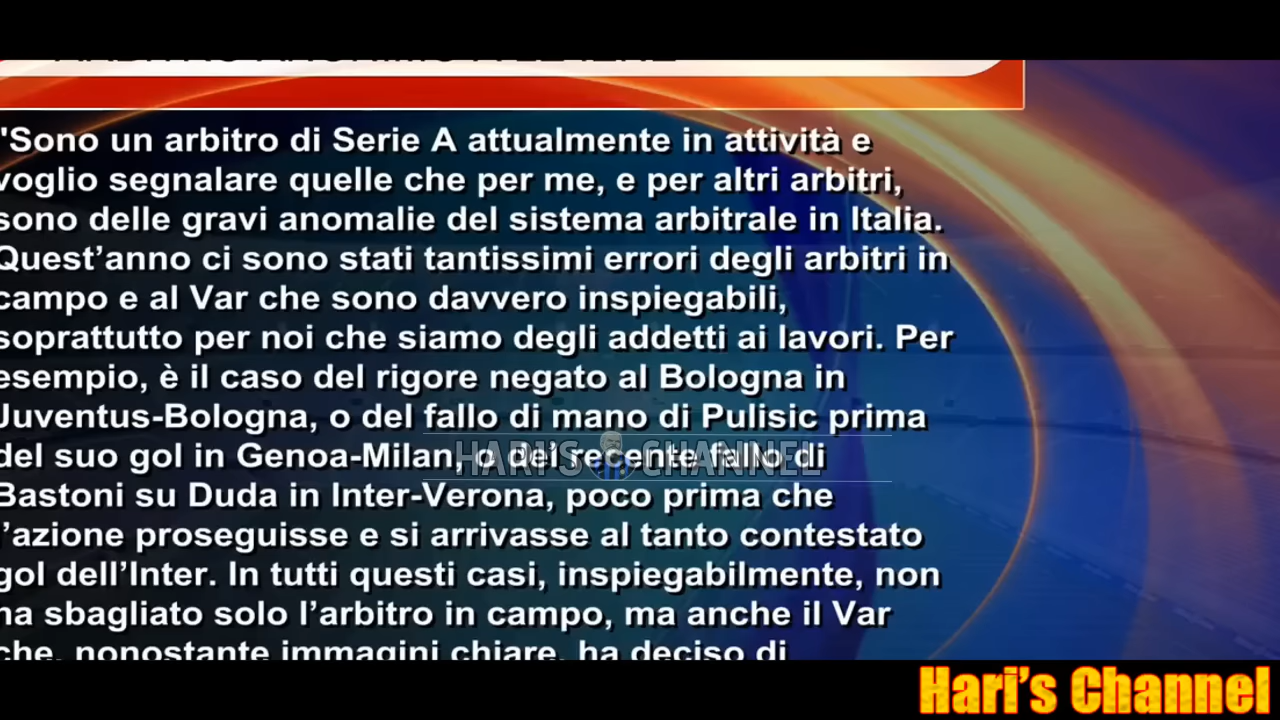 "Sono un arbitro di Serie A attualmente in attività e
voglio segnalare quelle che per me, e per altri arbitri,
sono delle gravi anomalie del sistema arbitrale in Italia.
Quest’anno ci sono stati tantissimi errori degli arbitri in
campo e al Var che sono davvero inspiegabili,
soprattutto per noi che siamo degli addetti ai lavori. Per
esempio, è il caso del rigore negato al Bologna in
Juventus-Bologna, o del fallo di mano di Pulisic prima
del suo gol in Genoa-Milan, o del recente fallo di
HARI'S CHANNEL
Bastoni su Duda in Inter-Verona, poco prima che
l’azione proseguisse e si arrivasse al tanto contestato
gol dell’Inter. In tutti questi casi, inspiegabilmente, non
ha sbagliato solo l’arbitro in campo, ma anche il Var
che, nonostante immagini chiare, ha deciso di
Hari’s Channel